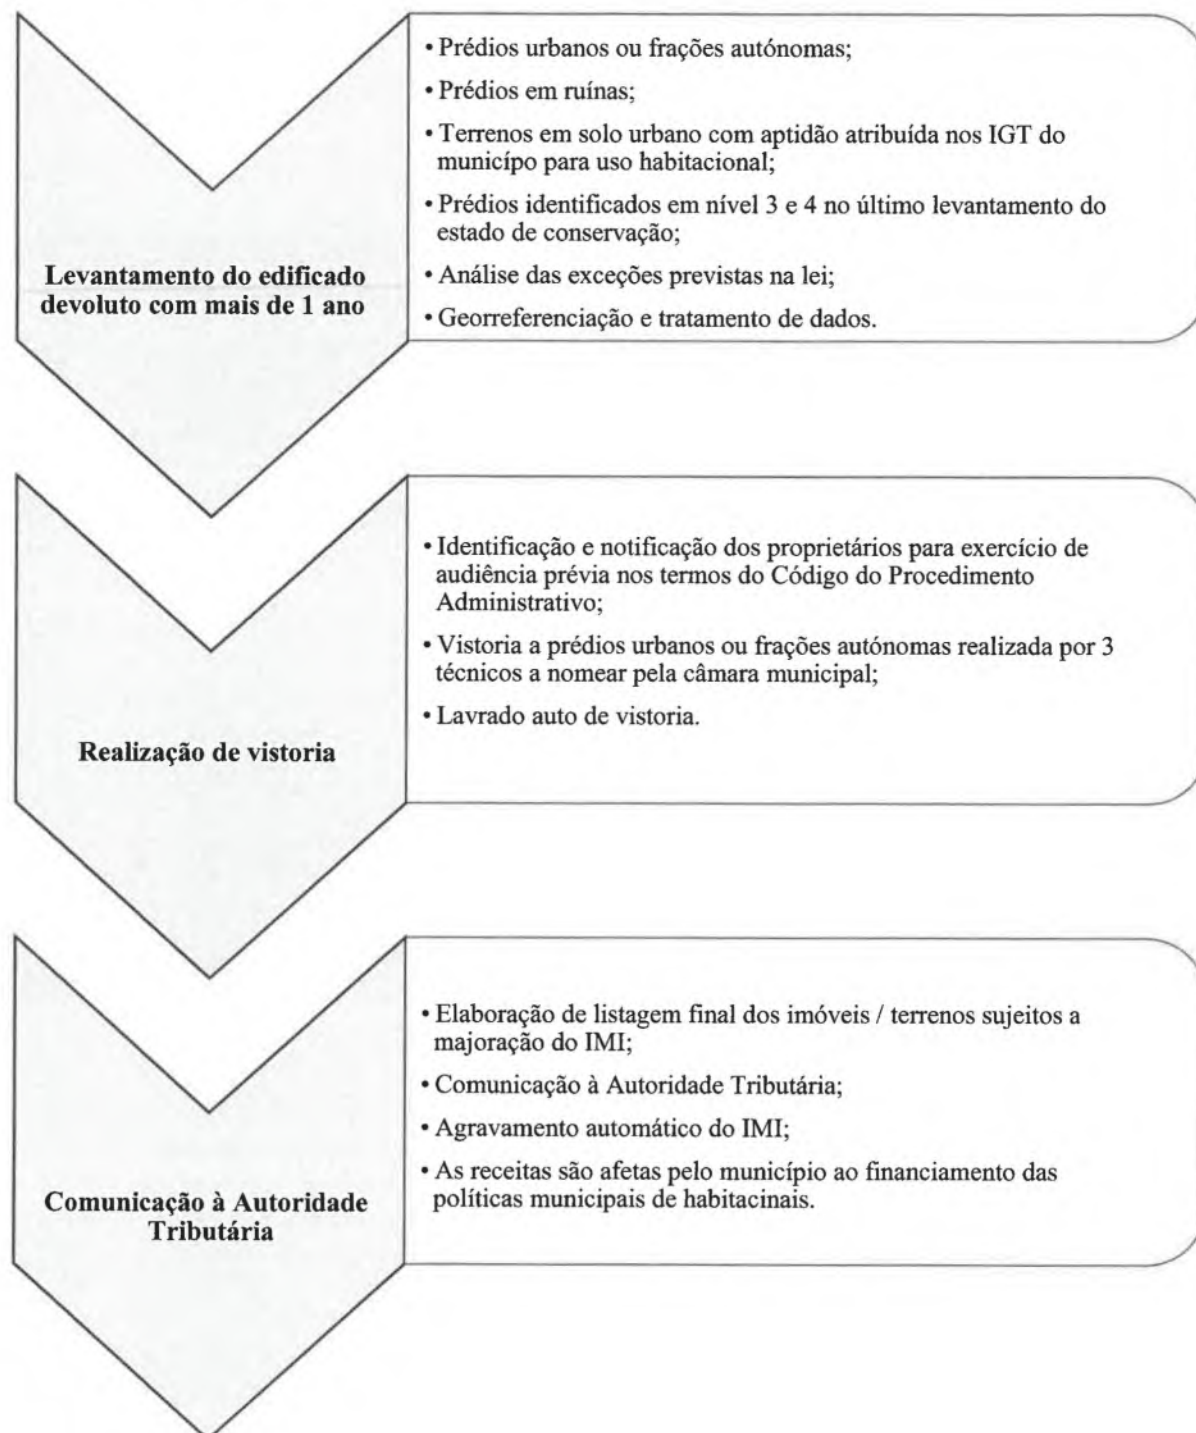 • Prédios urbanos ou frações autónomas;
• Prédios em ruínas;
• Terrenos em solo urbano com aptidão atribuída nos IGT do
municípo para uso habitacional;
• Prédios identificados em nível 3 e 4 no último levantamento do
estado de conservação;
• Análise das exceções previstas na lei;
• Georreferenciação e tratamento de dados.
Levantamento do edificado
devoluto com mais de 1 ano
• Identificação e notificação dos proprietários para exercício de
audiência prévia nos termos do Código do Procedimento
Administrativo;
• Vistoria a prédios urbanos ou frações autónomas realizada por 3
técnicos a nomear pela câmara municipal;
• Lavrado auto de vistoria.
Realização de vistoria
• Elaboração de listagem final dos imóveis / terrenos sujeitos a
majoração do IMI;
• Comunicação à Autoridade Tributária;
• Agravamento automático do IMI;
• As receitas são afetas pelo município ao financiamento das
políticas municipais de habitacinais.
Comunicação à Autoridade
Tributária